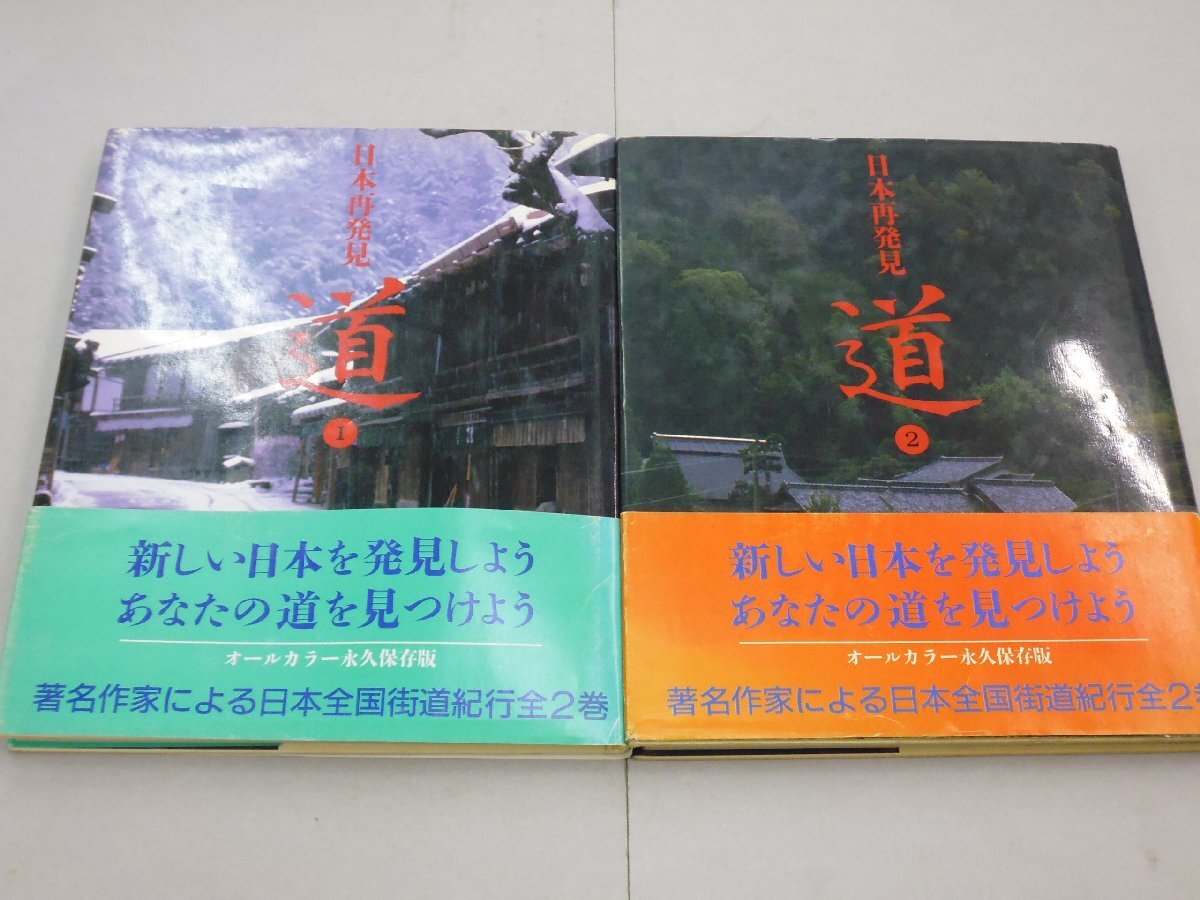 日本再発見
道
1
新しい日本を発見しよう
あなたの道を見つけよう
オールカラー永久保存版
著名作家による日本全国街道紀行全2巻
日本再発見
道
2
新しい日本を発見しよう
あなたの道を見つけよう
オールカラー永久保存版
著名作家による日本全国街道紀行全2